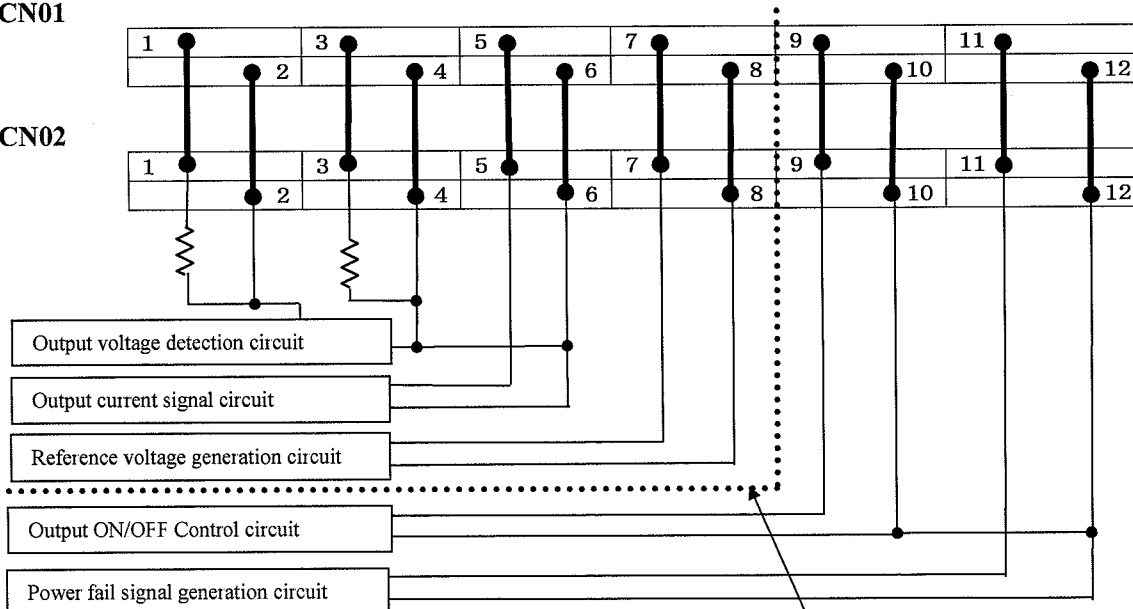 CN01
1 3 5 7 9 11
2 4 6 8 10 12
CN02
1 3 5 7 9 11
2 4 6 8 10 12
Output voltage detection circuit
Output current signal circuit
Reference voltage generation circuit
Output ON/OFF Control circuit
Power fail signal generation circuit